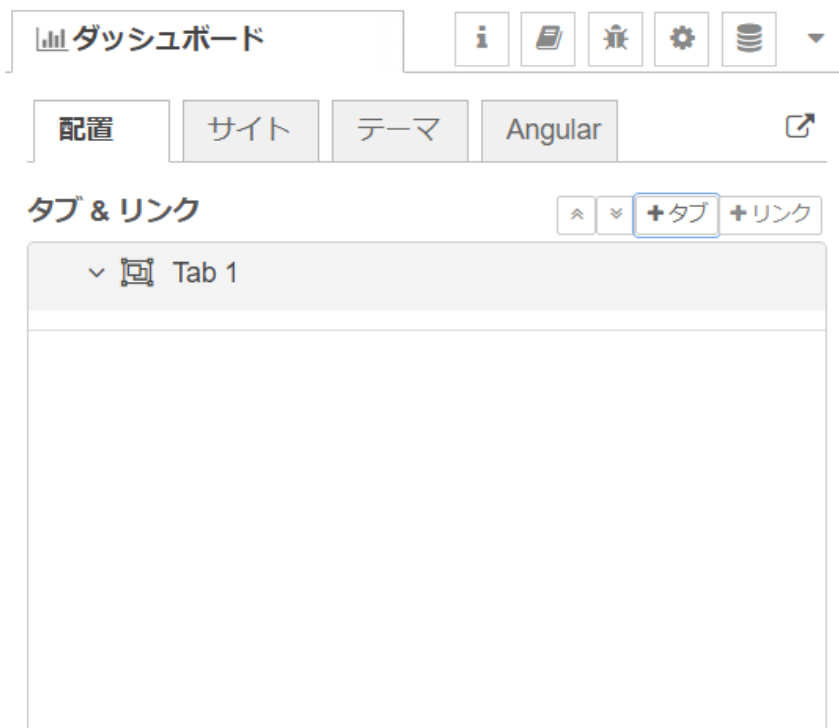 ダッシュボード
配置 サイト テーマ Angular
タブ & リンク +タブ +リンク
Tab 1